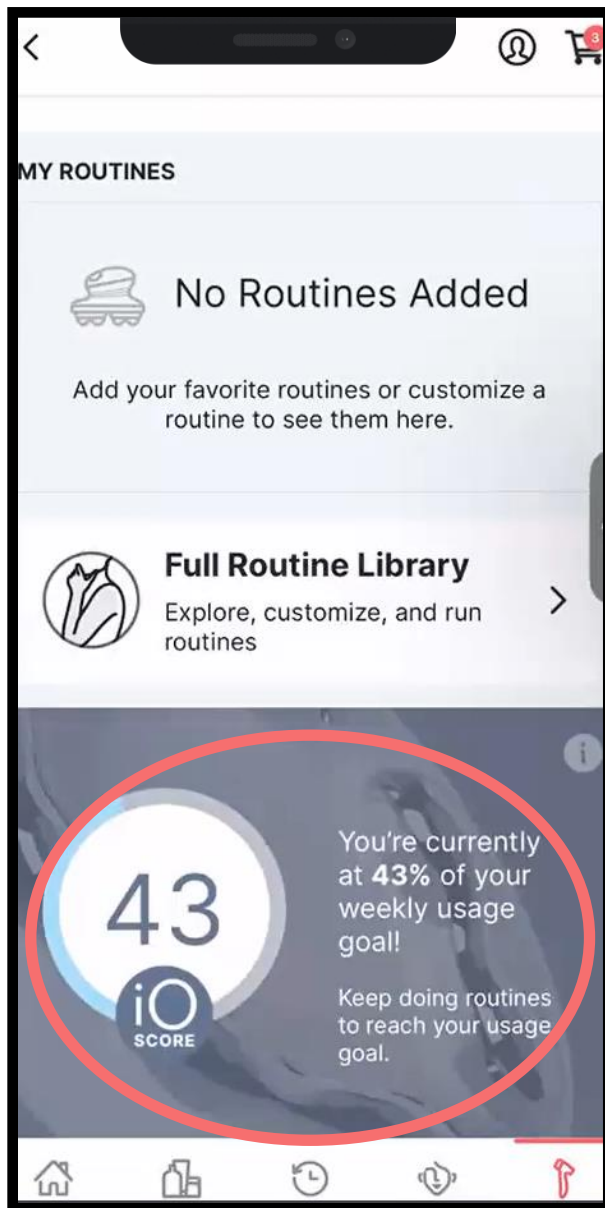 3
MY ROUTINES
No Routines Added
Add your favorite routines or customize a
routine to see them here.
Full Routine Library
Explore, customize, and run
routines
i
43
iO
SCORE
You're currently
at 43% of your
weekly usage
goal!
Keep doing routines
to reach your usage
goal.